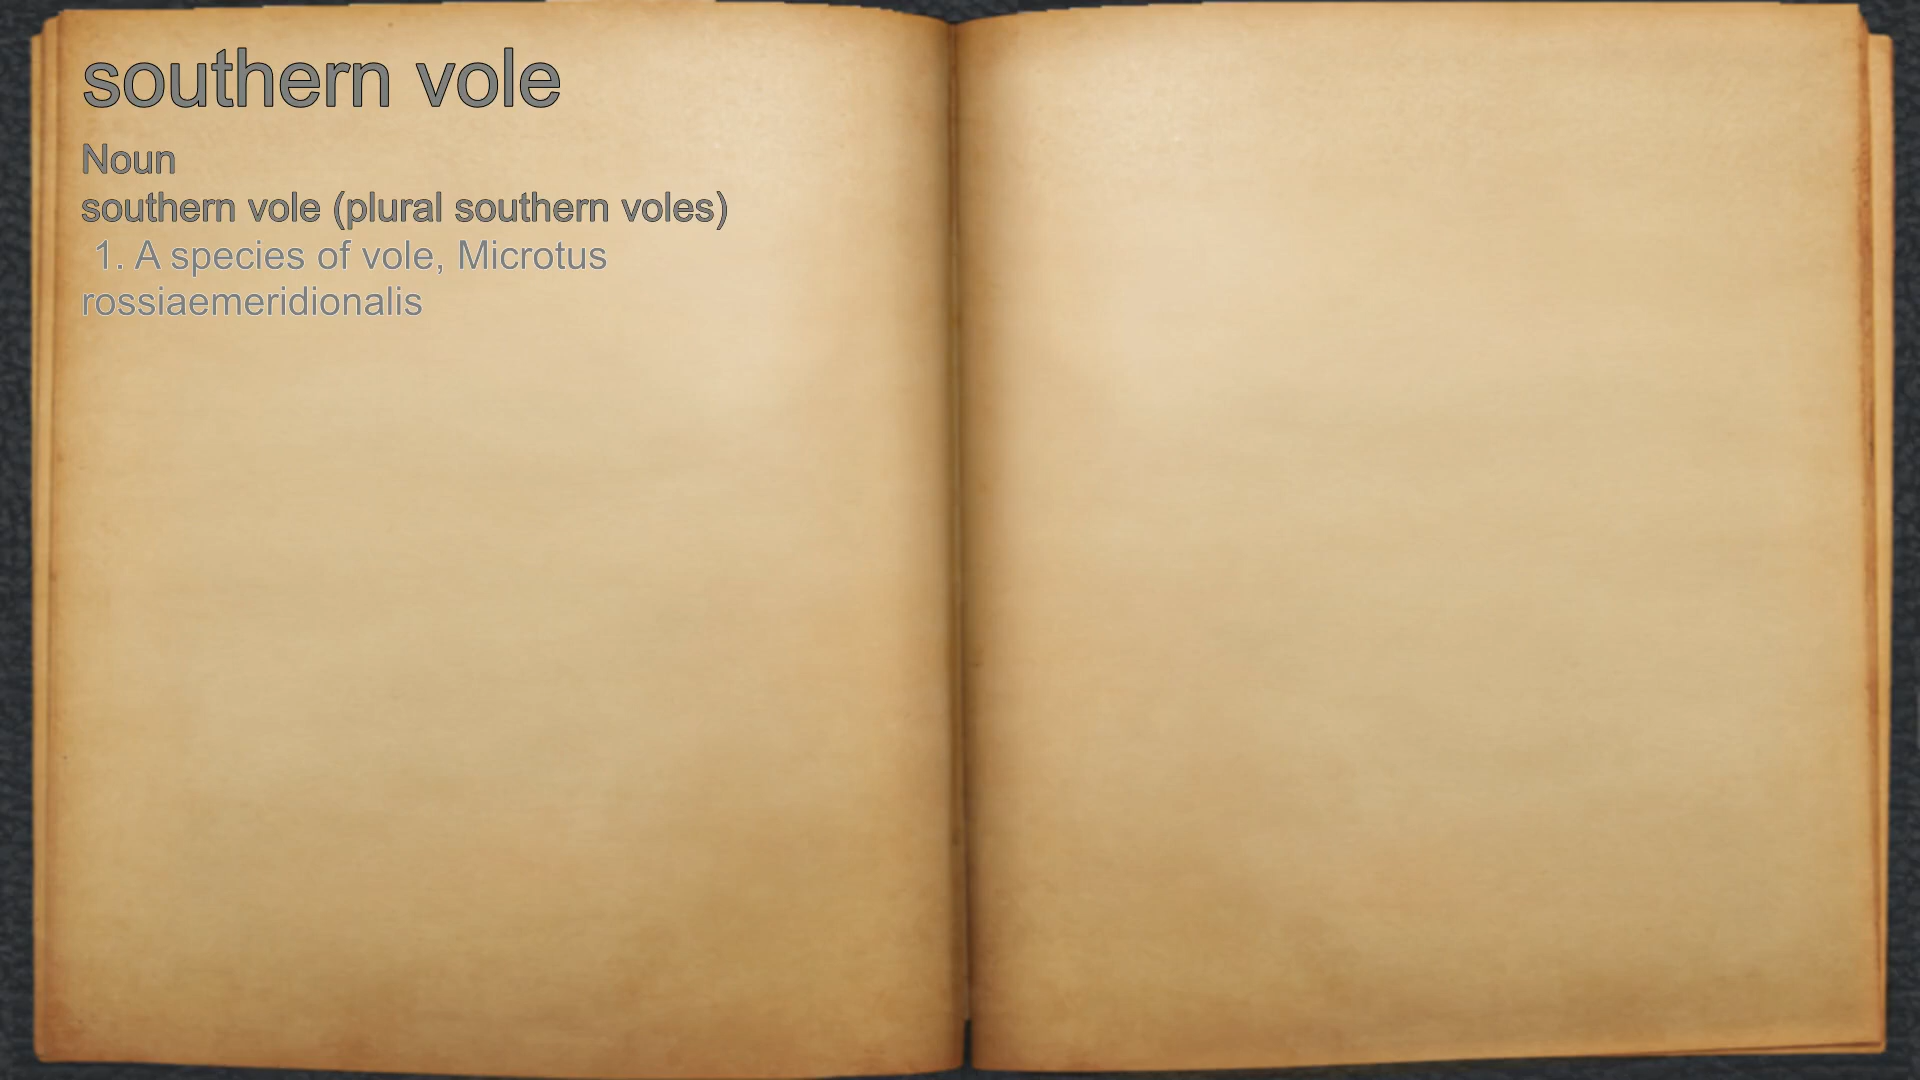 southern vole
Noun
southern vole (plural southern voles)
1. A species of vole, Microtus
rossiaemeridionalis